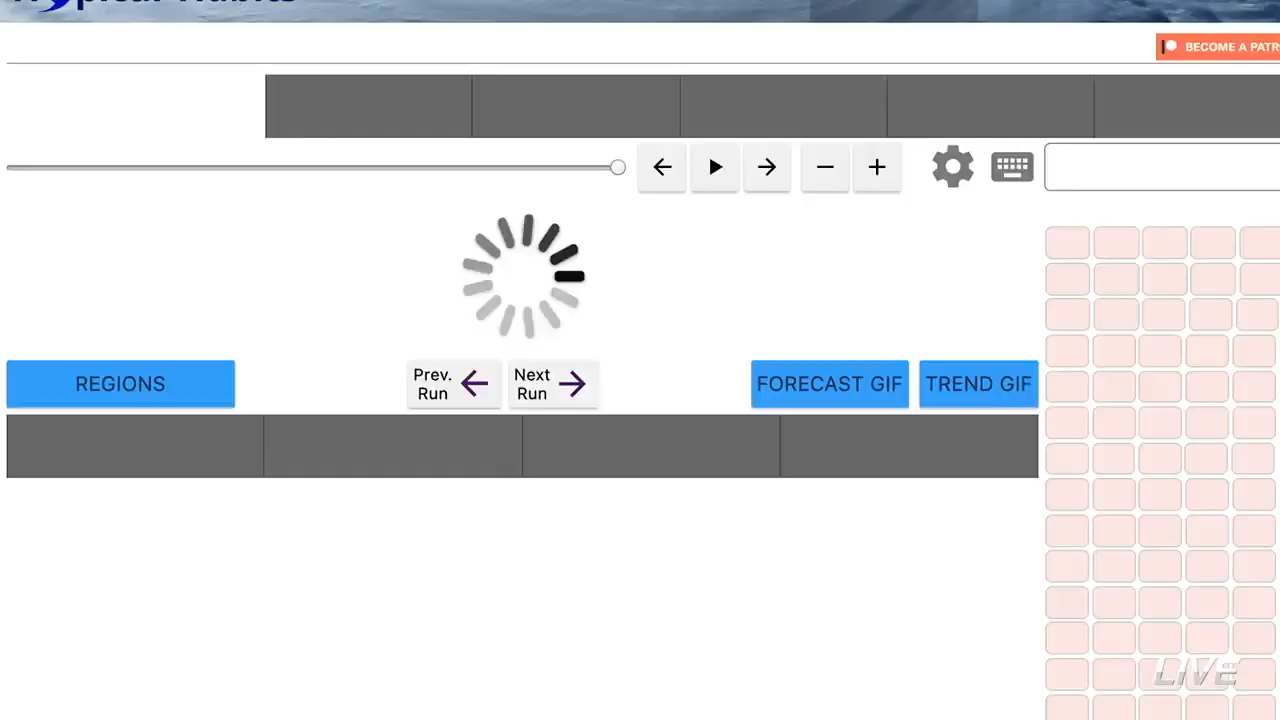 BECOME A PATR
REGIONS
Prev.
Run
Next
Run
FORECAST GIF
TREND GIF
LIVE